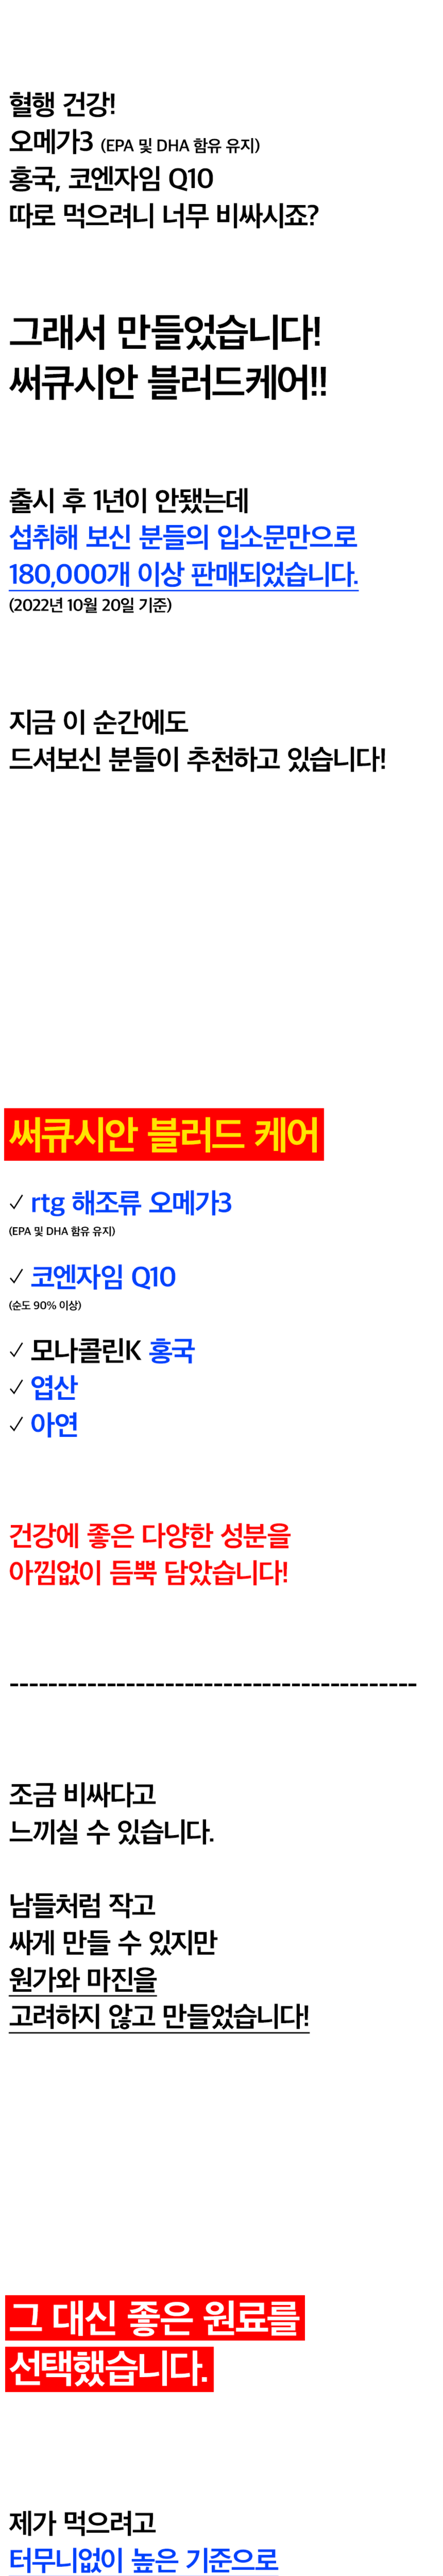 혈행 건강!
오메가3 (EPA 및 DHA 함유 유지)
홍국, 코엔자임 Q10
따로 먹으려니 너무 비싸시죠?
그래서 만들었습니다!
써큐시안 블러드케어!!
출시 후 1년이 안됐는데
섭취해 보신 분들의 입소문만으로
180,000개 이상 판매되었습니다.
(2022년 10월 20일 기준)
지금 이 순간에도
드셔보신 분들이 추천하고 있습니다!
써큐시안 블러드 케어
✓ rtg 해조류 오메가3
(EPA 및 DHA 함유 유지)
✓ 코엔자임 Q10
(순도 90% 이상)
✓ 모나콜린K 홍국
✓ 엽산
✓ 아연
건강에 좋은 다양한 성분을
아낌없이 듬뿍 담았습니다!
------------------------------------------
조금 비싸다고
느끼실 수 있습니다.
남들처럼 작고
싸게 만들 수 있지만
원가와 마진을
고려하지 않고 만들었습니다!
그 대신 좋은 원료를
선택했습니다.
제가 먹으려고
터무니없이 높은 기준으로